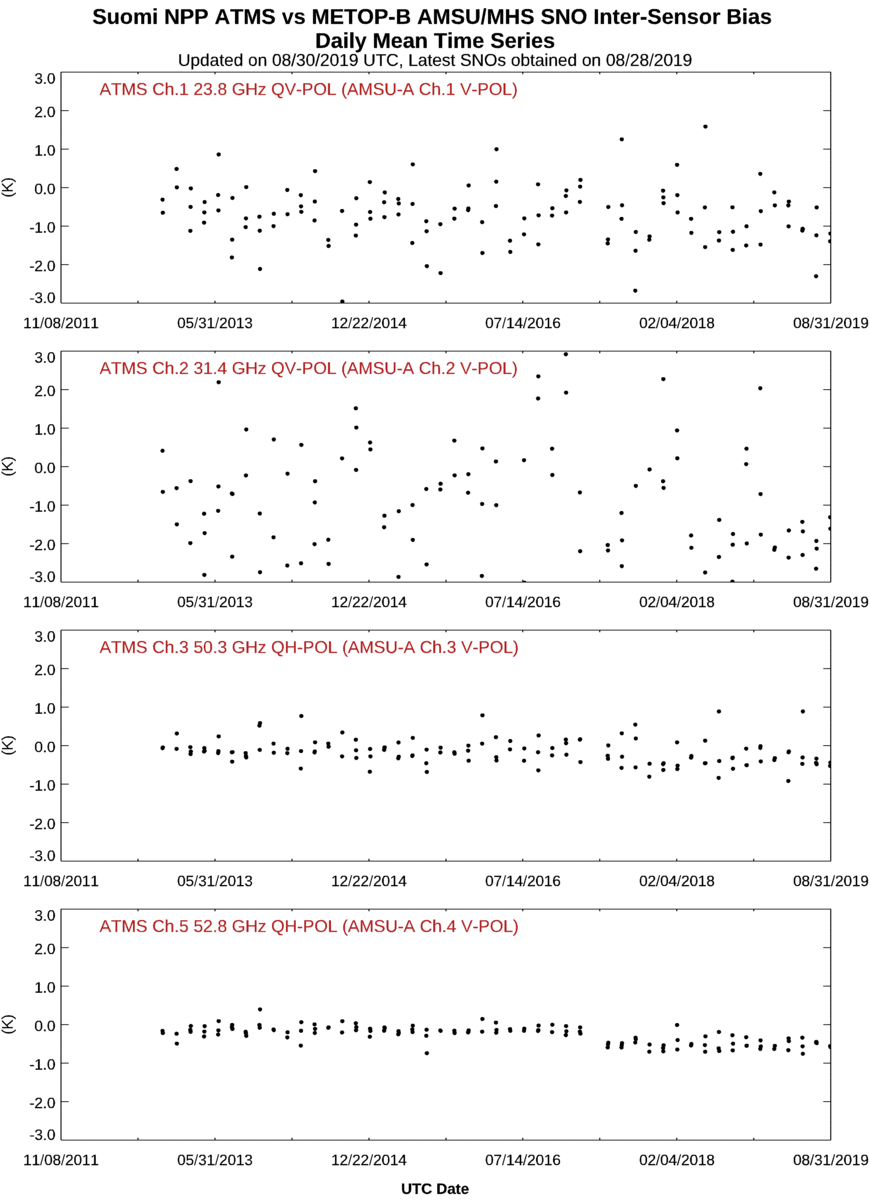 Suomi NPP ATMS vs METOP-B AMSU/MHS SNO Inter-Sensor Bias
Daily Mean Time Series
Updated on 08/30/2019 UTC, Latest SNOs obtained on 08/28/2019
ATMS Ch.1 23.8 GHz QV-POL (AMSU-A Ch.1 V-POL)
(K)
3.0
2.0
1.0
0.0
-1.0
-2.0
-3.0
11/08/2011 05/31/2013 12/22/2014 07/14/2016 02/04/2018 08/31/2019
ATMS Ch.2 31.4 GHz QV-POL (AMSU-A Ch.2 V-POL)
(K)
3.0
2.0
1.0
0.0
-1.0
-2.0
-3.0
11/08/2011 05/31/2013 12/22/2014 07/14/2016 02/04/2018 08/31/2019
ATMS Ch.3 50.3 GHz QH-POL (AMSU-A Ch.3 V-POL)
(K)
3.0
2.0
1.0
0.0
-1.0
-2.0
-3.0
11/08/2011 05/31/2013 12/22/2014 07/14/2016 02/04/2018 08/31/2019
ATMS Ch.5 52.8 GHz QH-POL (AMSU-A Ch.4 V-POL)
(K)
3.0
2.0
1.0
0.0
-1.0
-2.0
-3.0
11/08/2011 05/31/2013 12/22/2014 07/14/2016 02/04/2018 08/31/2019
UTC Date